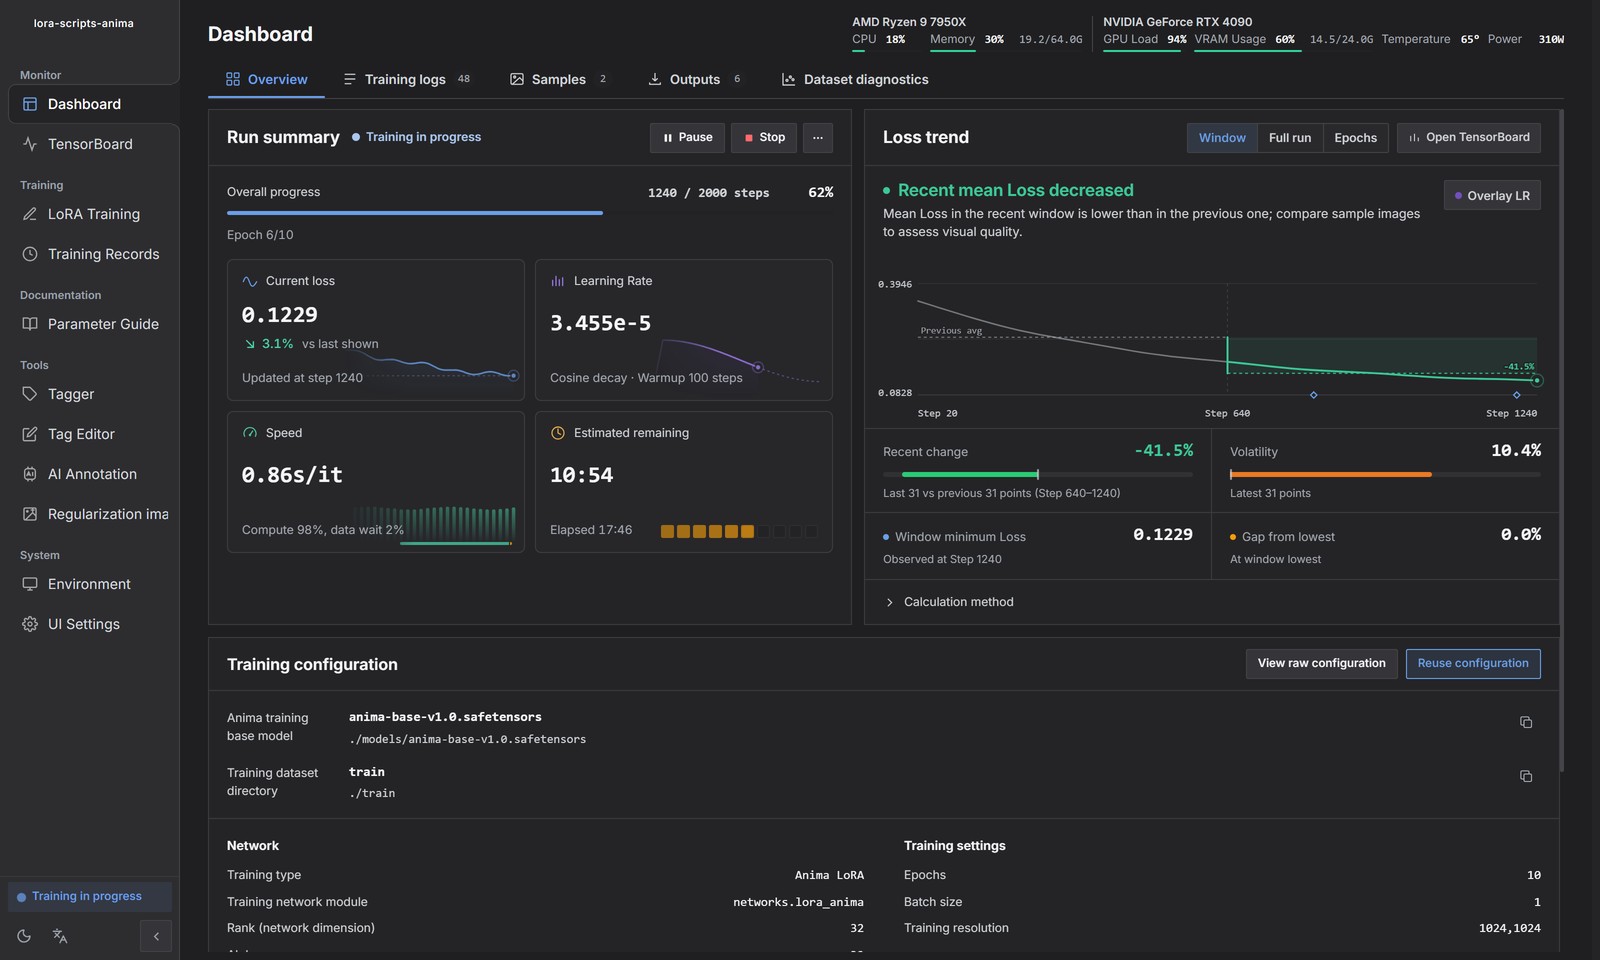 lora-scripts-anima
Monitor
Dashboard
TensorBoard
Training
LoRA Training
Training Records
Documentation
Parameter Guide
Tools
Tagger
Tag Editor
AI Annotation
Regularization ima
System
Environment
UI Settings
Training in progress
Dashboard
AMD Ryzen 9 7950X
CPU 18% Memory 30% 19.2/64.0G
NVIDIA GeForce RTX 4090
GPU Load 94% VRAM Usage 60% 14.5/24.0G Temperature 65° Power 310W
Overview Training logs 48 Samples 2 Outputs 6 Dataset diagnostics
Run summary Training in progress Pause Stop ...
Overall progress 1240 / 2000 steps 62%
Epoch 6/10
Current loss
0.1229
3.1% vs last shown
Updated at step 1240
Learning Rate
3.455e-5
Cosine decay · Warmup 100 steps
Speed
0.86s/it
Compute 98%, data wait 2%
Estimated remaining
10:54
Elapsed 17:46
Loss trend Window Full run Epochs Open TensorBoard
Recent mean Loss decreased
Overlay LR
Mean Loss in the recent window is lower than in the previous one; compare sample images
to assess visual quality.
0.3946
Previous avg
-41.5%
0.0828
Step 20 Step 640 Step 1240
Recent change -41.5%
Last 31 vs previous 31 points (Step 640–1240)
Volatility 10.4%
Latest 31 points
Window minimum Loss 0.1229
Observed at Step 1240
Gap from lowest 0.0%
At window lowest
Calculation method
Training configuration View raw configuration Reuse configuration
Anima training
base model
anima-base-v1.0.safetensors
./models/anima-base-v1.0.safetensors
Training dataset
directory
train
./train
Network
Training type Anima LoRA
Training network module networks.lora_anima
Rank (network dimension) 32
Training settings
Epochs 10
Batch size 1
Training resolution 1024,1024